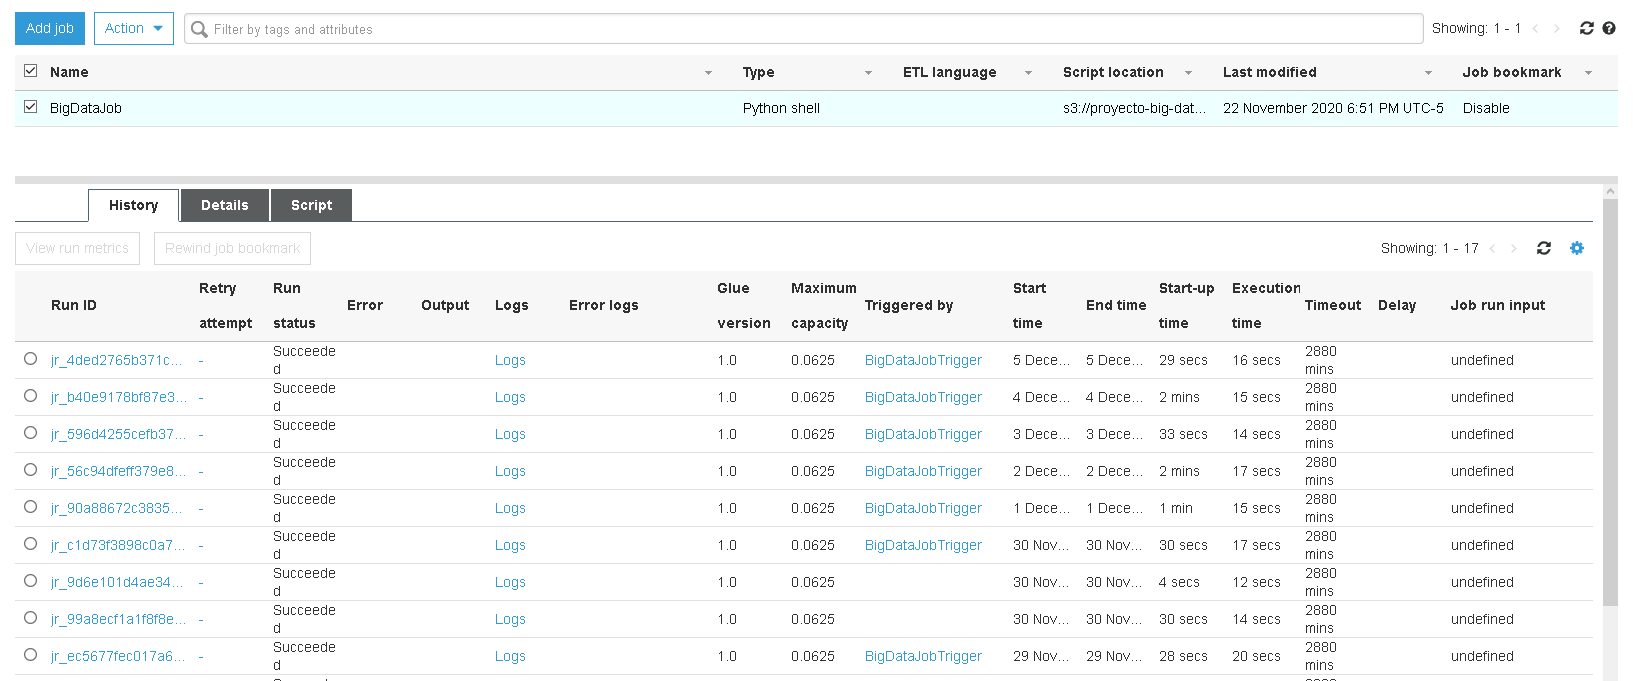 Add job Action Filter by tags and attributes Showing: 1 - 1
Name Type ETL language Script location Last modified Job bookmark
BigDataJob Python shell s3://proyecto-big-dat... 22 November 2020 6:51 PM UTC-5 Disable
History Details Script
View run metrics Rewind job bookmark Showing: 1 - 17
Run ID Retry attempt Run status Error Output Logs Error logs Glue version Maximum capacity Triggered by Start time End time Start-up time Execution time Timeout Delay Job run input
jr_4ded2765b371c... - Succeeded Logs 1.0 0.0625 BigDataJobTrigger 5 Dece... 5 Dece... 29 secs 16 secs 2880 mins undefined
jr_b40e9178bf87e3... - Succeeded Logs 1.0 0.0625 BigDataJobTrigger 4 Dece... 4 Dece... 2 mins 15 secs 2880 mins undefined
jr_596d4255cefb37... - Succeeded Logs 1.0 0.0625 BigDataJobTrigger 3 Dece... 3 Dece... 33 secs 14 secs 2880 mins undefined
jr_56c94dfeff379e8... - Succeeded Logs 1.0 0.0625 BigDataJobTrigger 2 Dece... 2 Dece... 2 mins 17 secs 2880 mins undefined
jr_90a88672c3835... - Succeeded Logs 1.0 0.0625 BigDataJobTrigger 1 Dece... 1 Dece... 1 min 15 secs 2880 mins undefined
jr_c1d73f3898c0a7... - Succeeded Logs 1.0 0.0625 BigDataJobTrigger 30 Nov... 30 Nov... 30 secs 17 secs 2880 mins undefined
jr_9d6e101d4ae34... - Succeeded Logs 1.0 0.0625 30 Nov... 30 Nov... 4 secs 12 secs 2880 mins undefined
jr_99a8ecf1a1f8f8e... - Succeeded Logs 1.0 0.0625 30 Nov... 30 Nov... 30 secs 14 secs 2880 mins undefined
jr_ec5677fec017a6... - Succeeded Logs 1.0 0.0625 BigDataJobTrigger 29 Nov... 29 Nov... 28 secs 20 secs 2880 mins undefined